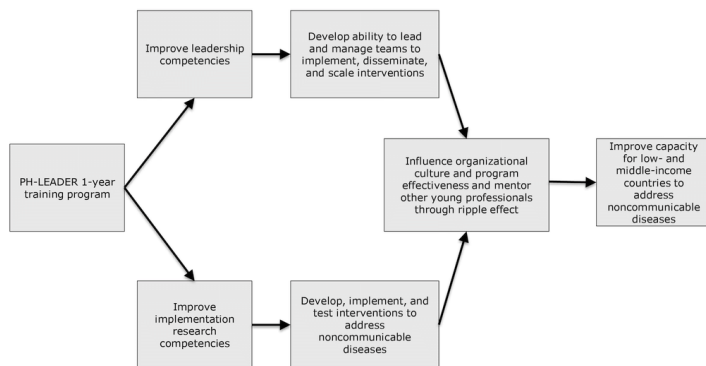 Improve leadership
competencies
Develop ability to lead
and manage teams to
implement, disseminate,
and scale interventions
PH-LEADER 1-year
training program
Influence organizational
culture and program
effectiveness and mentor
other young professionals
through ripple effect
Improve capacity
for low- and
middle-income
countries to
address
noncommunicable
diseases
Improve
implementation
research
competencies
Develop, implement, and
test interventions to
address
noncommunicable
diseases